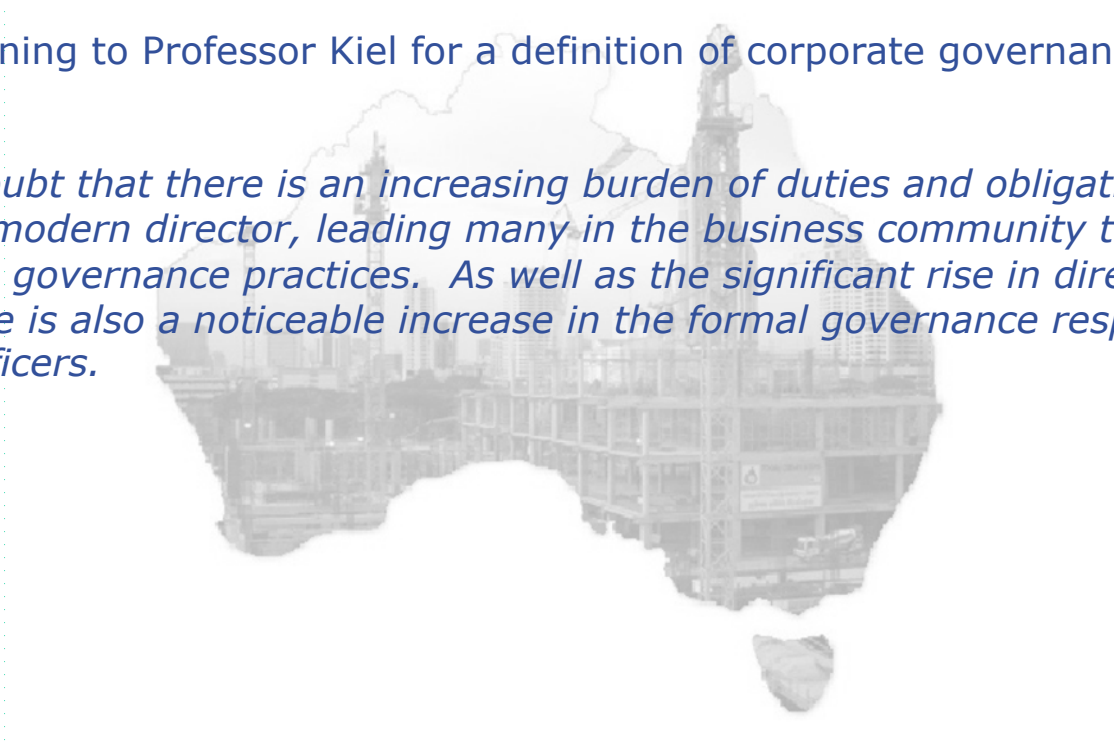 ning to Professor Kiel for a definition of corporate governan
ubt that there is an increasing burden of duties and obligat
modern director, leading many in the business community t
governance practices.  As well as the significant rise in dire
e is also a noticeable increase in the formal governance resp
ficers.